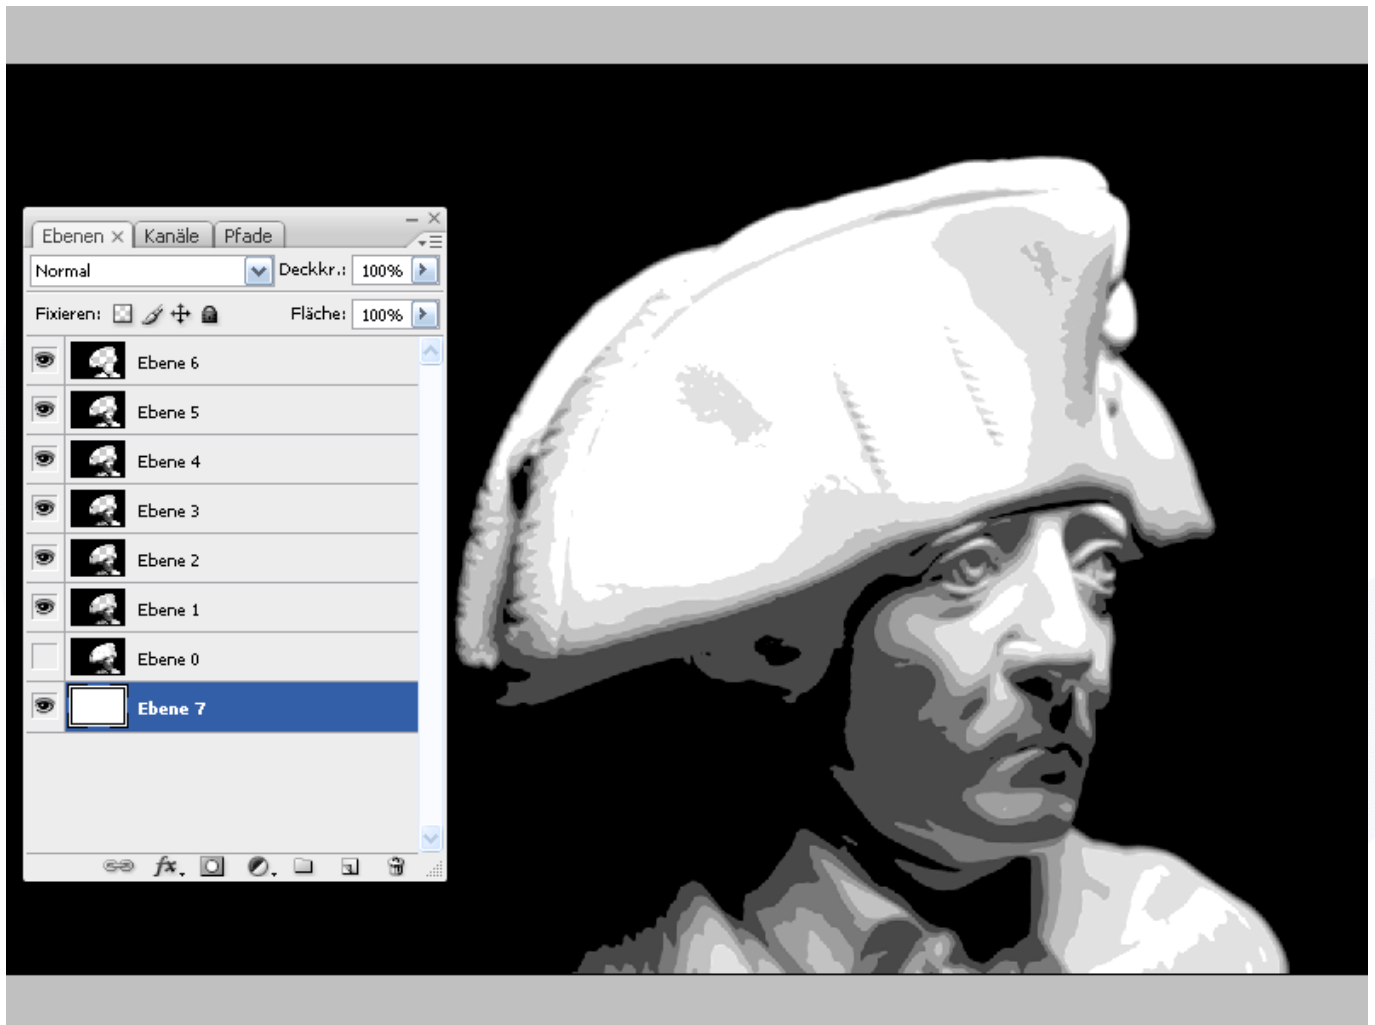 Ebenen Kanäle Pfade
Normal Deckkr.: 100%
Fixieren: Fläche: 100%
Ebene 6
Ebene 5
Ebene 4
Ebene 3
Ebene 2
Ebene 1
Ebene 0
Ebene 7
fx.